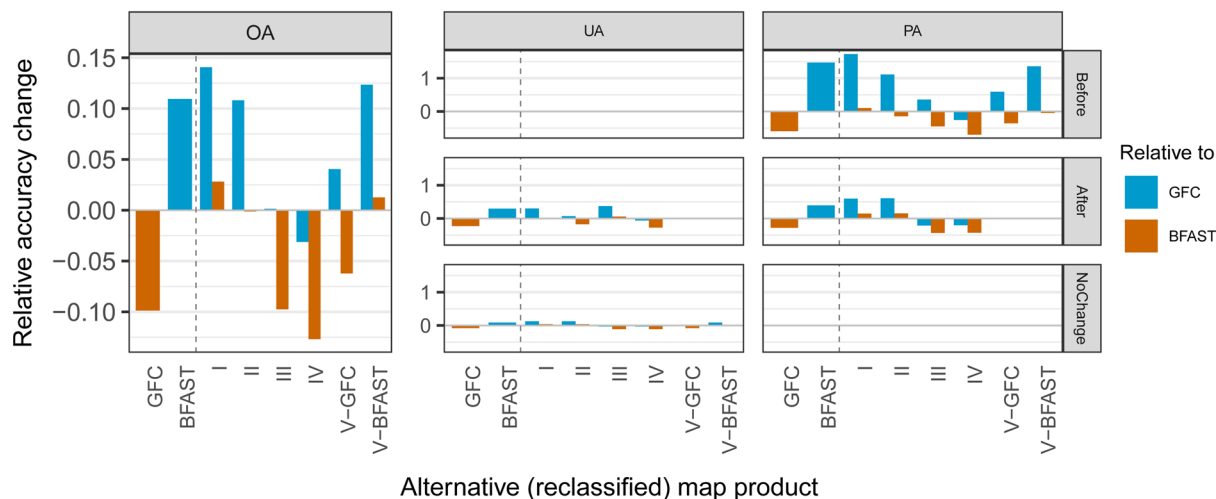 OA
UA
PA
Relative accuracy change
0.15
0.10
0.05
0.00
−0.05
−0.10
1
0
Before
1
0
After
1
0
NoChange
Relative to
GFC
BFAST
GFC
BFAST
I
II
III
IV
V−GFC
V−BFAST
GFC
BFAST
I
II
III
IV
V−GFC
V−BFAST
GFC
BFAST
I
II
III
IV
V−GFC
V−BFAST
Alternative (reclassified) map product